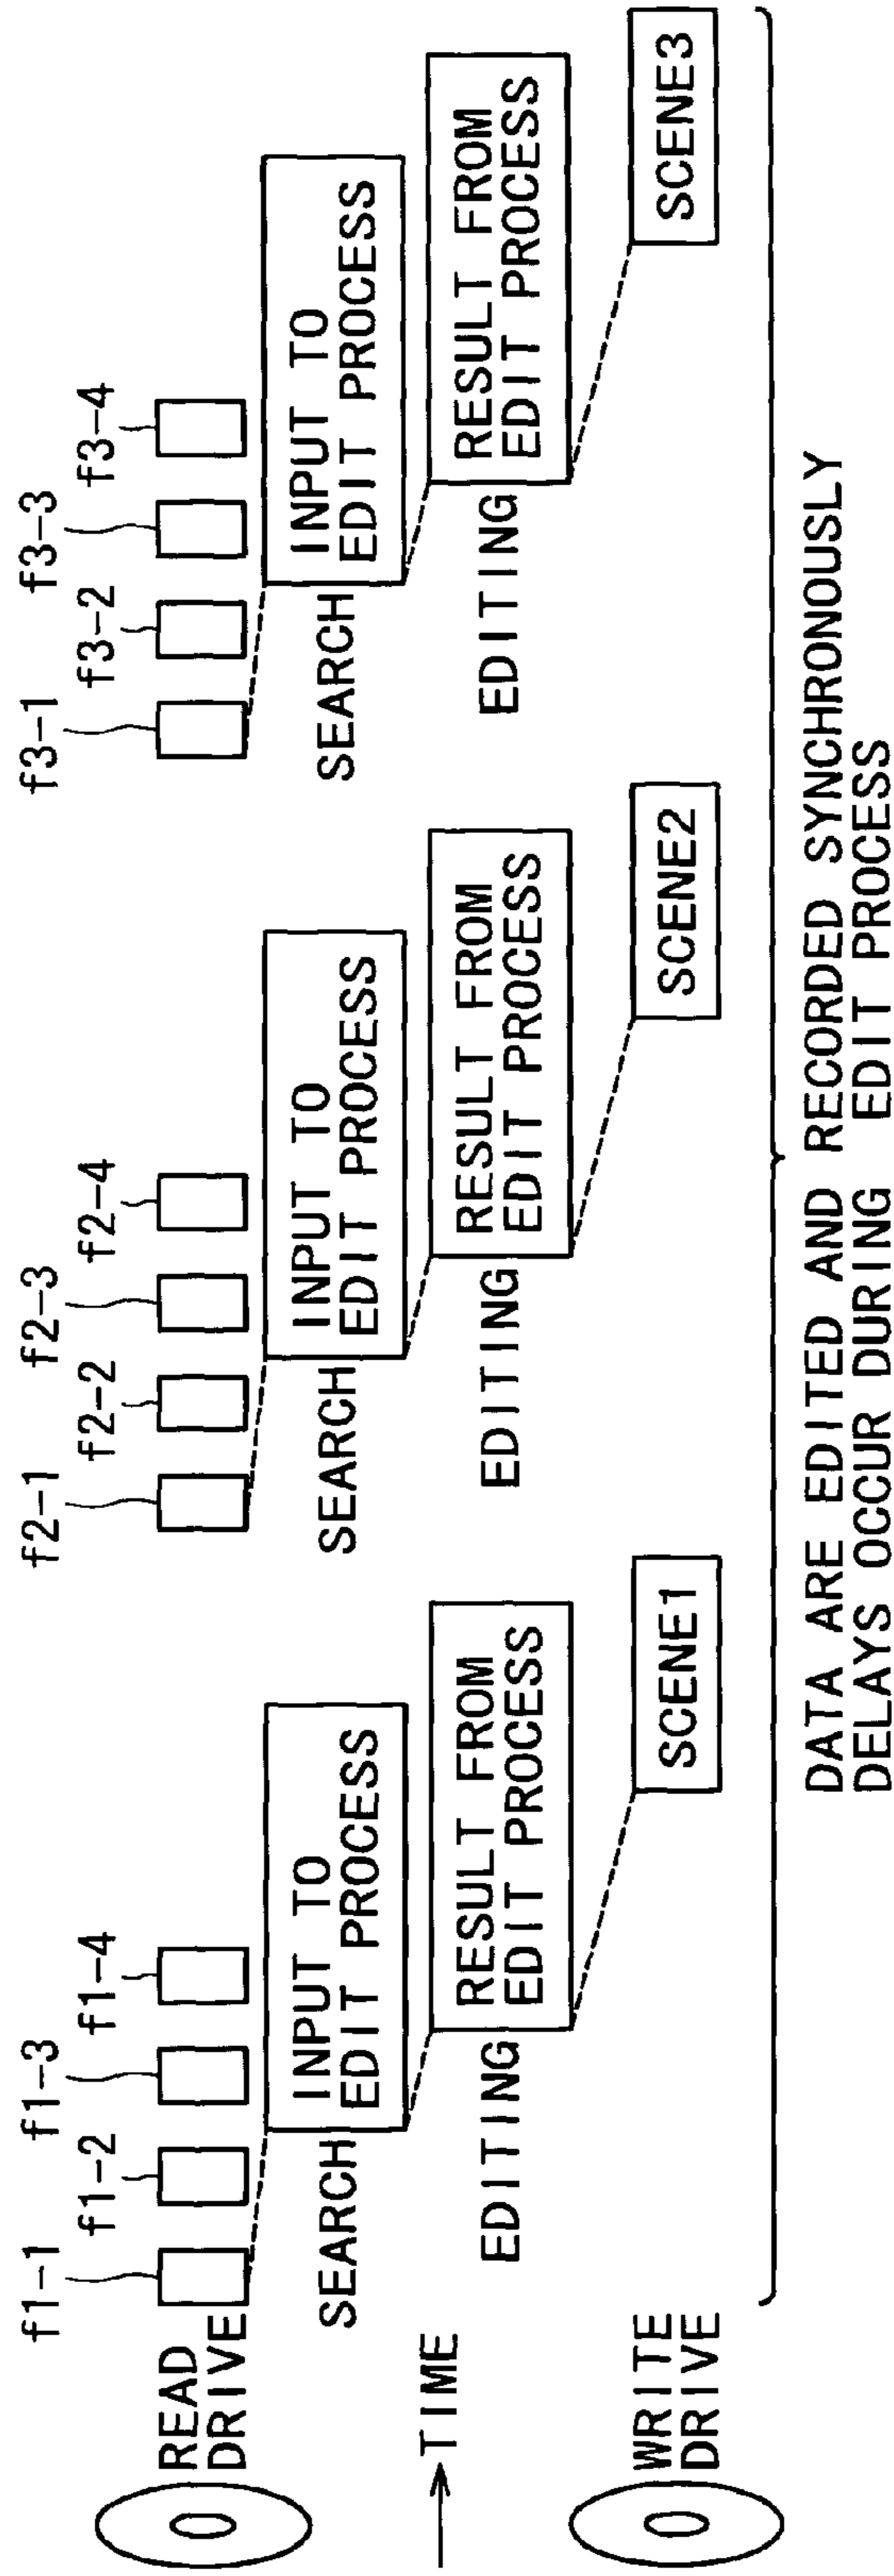 f1-1
f1-2
f1-3
f1-4
f2-1
f2-2
f2-3
f2-4
f3-1
f3-2
f3-3
f3-4
READ
DRIVE
SEARCH
INPUT TO
EDIT PROCESS
SEARCH
INPUT TO
EDIT PROCESS
SEARCH
INPUT TO
EDIT PROCESS
TIME
EDITING
RESULT FROM
EDIT PROCESS
EDITING
RESULT FROM
EDIT PROCESS
EDITING
RESULT FROM
EDIT PROCESS
WRITE
DRIVE
SCENE1
SCENE2
SCENE3
DATA ARE EDITED AND RECORDED SYNCHRONOUSLY
DELAYS OCCUR DURING EDIT PROCESS